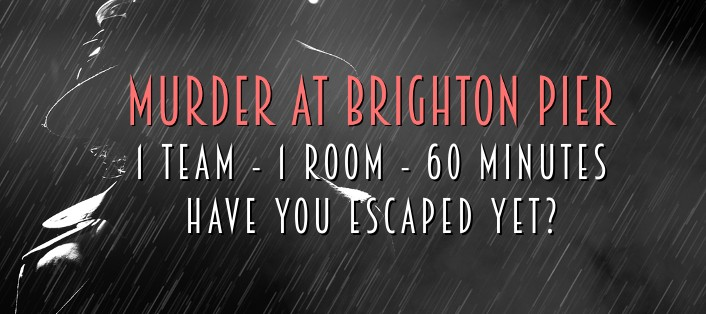 MURDER AT BRIGHTON PIER
1 TEAM - 1 ROOM - 60 MINUTES
HAVE YOU ESCAPED YET?